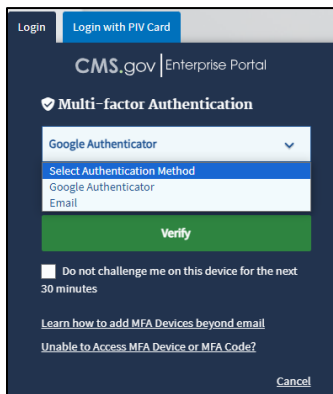 Login Login with PIV Card
CMS.gov Enterprise Portal
Multi-factor Authentication
Google Authenticator
Select Authentication Method
Google Authenticator
Email
Verify
Do not challenge me on this device for the next
30 minutes
Learn how to add MFA Devices beyond email
Unable to Access MFA Device or MFA Code?
Cancel